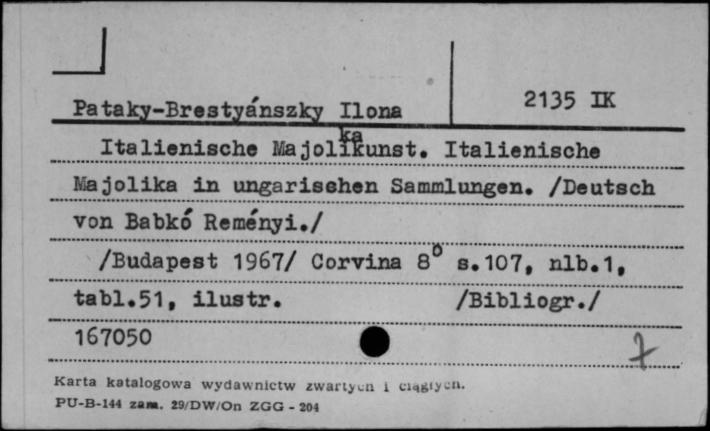 Pataky-Brestyánszky Ilona 2135 IK
Italienische Majolikakunst. Italienische
Majolika in ungarischen Sammlungen. /Deutsch
von Babkó Reményi./
/Budapest 1967/ Corvina 8° s.107, nlb.1,
tabl.51, ilustr. /Bibliogr./
167050
7
Karta katalogowa wydawnictw zwartych i ciągłych.
PU-B-144 zam. 29/DW/On ZGG - 204